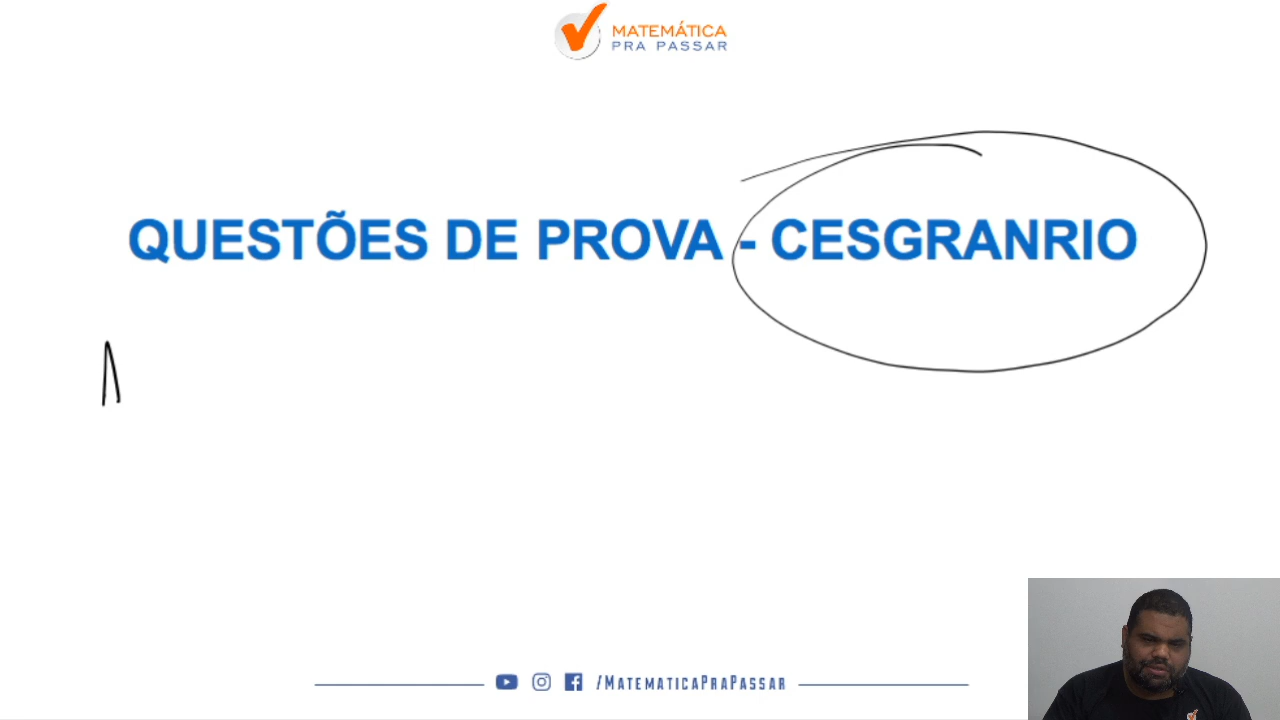 MATEMÁTICA
PRA PASSAR
QUESTÕES DE PROVA - CESGRANRIO
/MATEMATICAPRAPASSAR